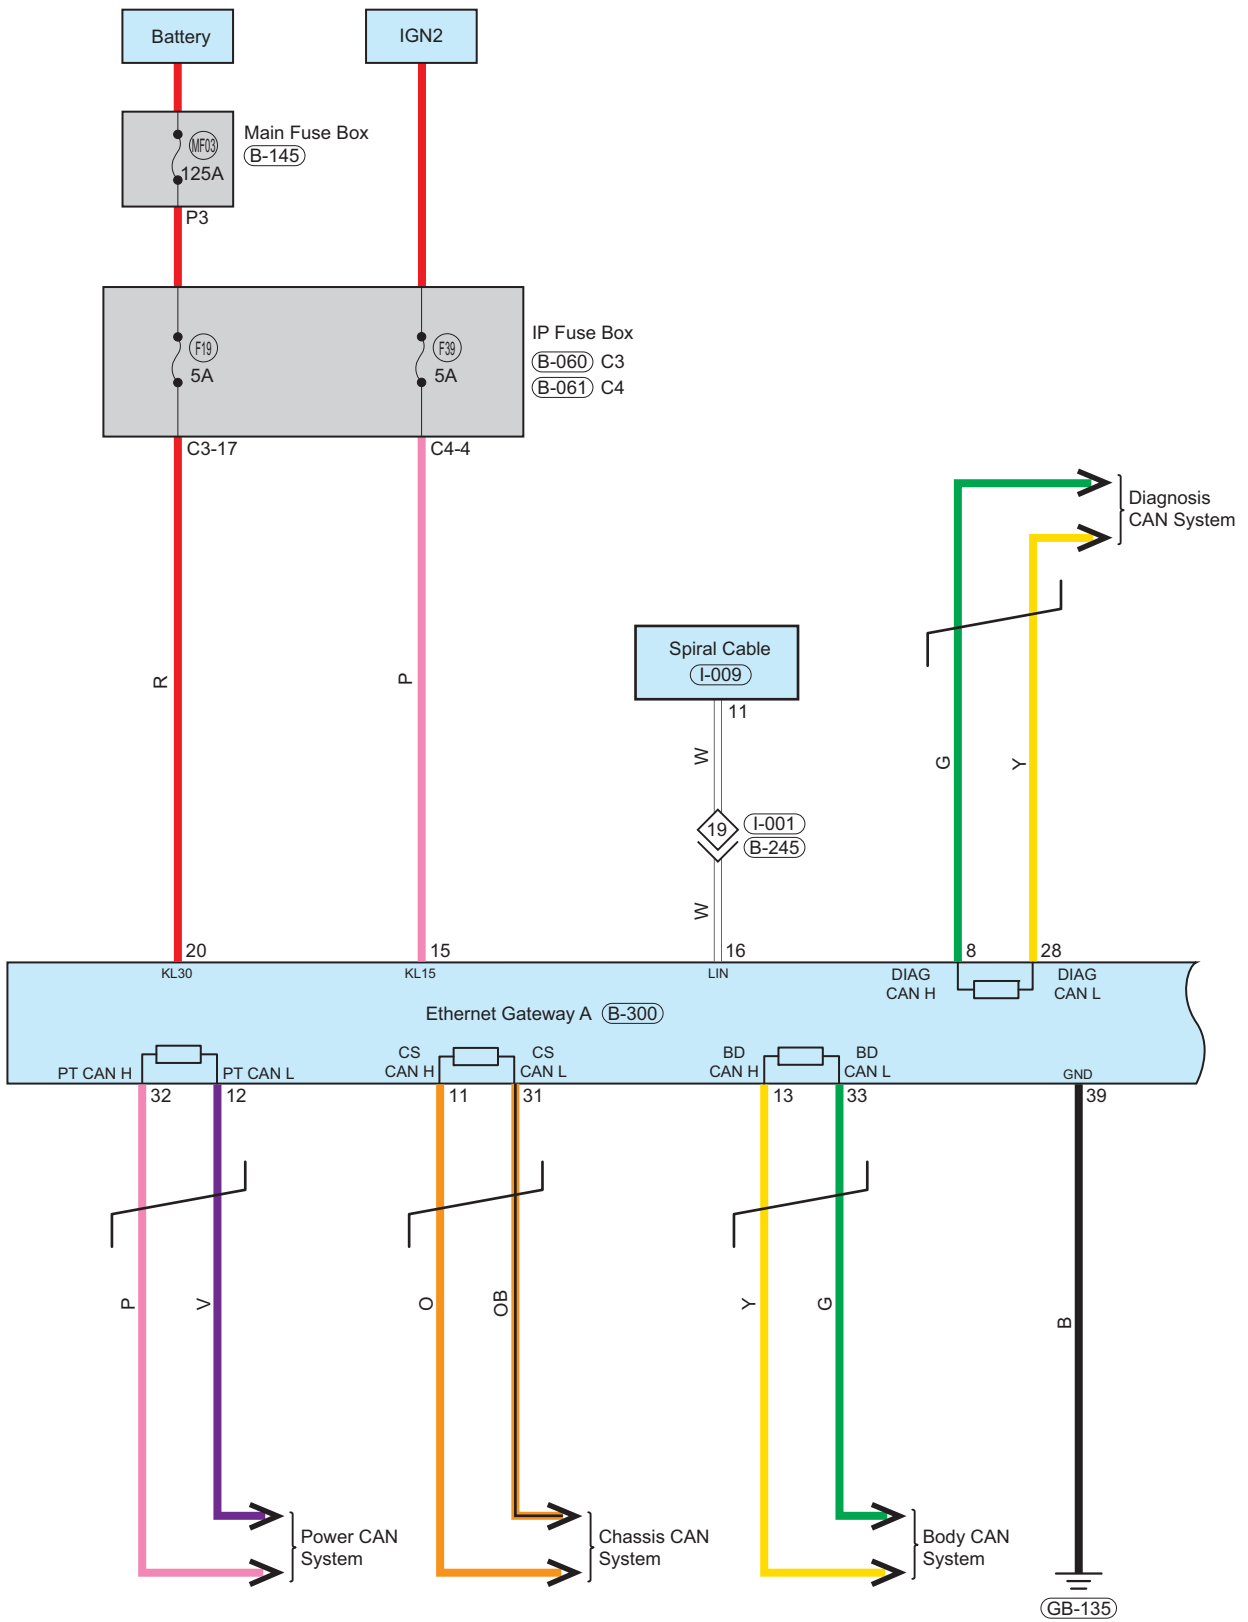 Battery
IGN2
MF03
125A
Main Fuse Box
B-145
P3
F19
5A
F39
5A
IP Fuse Box
B-060 C3
B-061 C4
C3-17
C4-4
Diagnosis
CAN System
R
P
Spiral Cable
I-009
11
W
G
Y
19
I-001
B-245
W
20
15
16
8
28
KL30
KL15
LIN
DIAG
CAN H
DIAG
CAN L
Ethernet Gateway A B-300
PT CAN H
PT CAN L
CS
CAN H
CS
CAN L
BD
CAN H
BD
CAN L
GND
32
12
11
31
13
33
39
P
V
O
OB
Y
G
B
Power CAN
System
Chassis CAN
System
Body CAN
System
GB-135